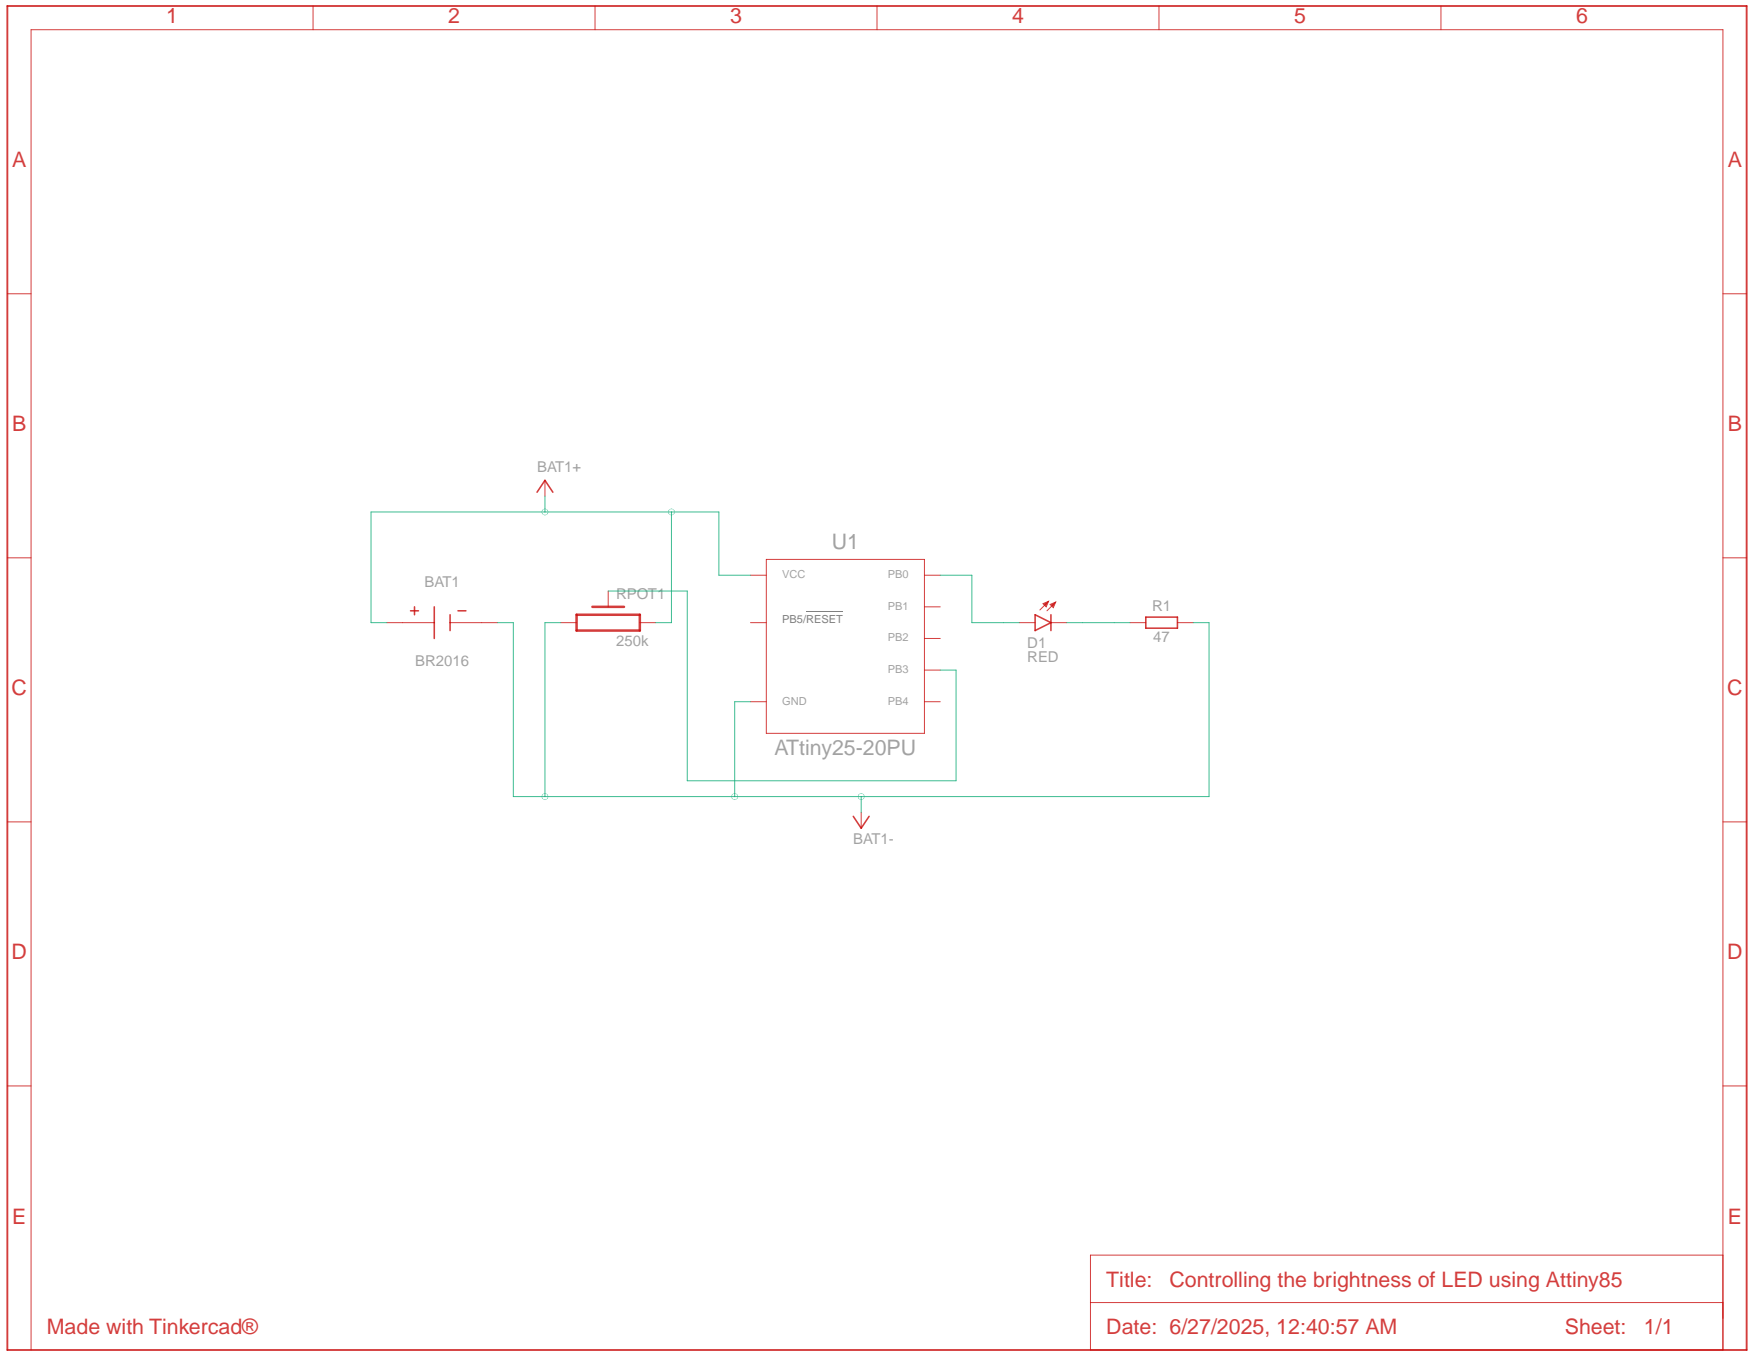 1 2 3 4 5 6
A A
B B
BAT1+
U1
BAT1
+ −
BR2016
RPOT1
250k
VCC PB0
PB1
PB5/RESET
PB2
PB3
GND PB4
ATtiny25-20PU
D1
RED
R1
47
C C
BAT1-
D D
E E
Title: Controlling the brightness of LED using Attiny85
Made with Tinkercad®
Date: 6/27/2025, 12:40:57 AM Sheet: 1/1